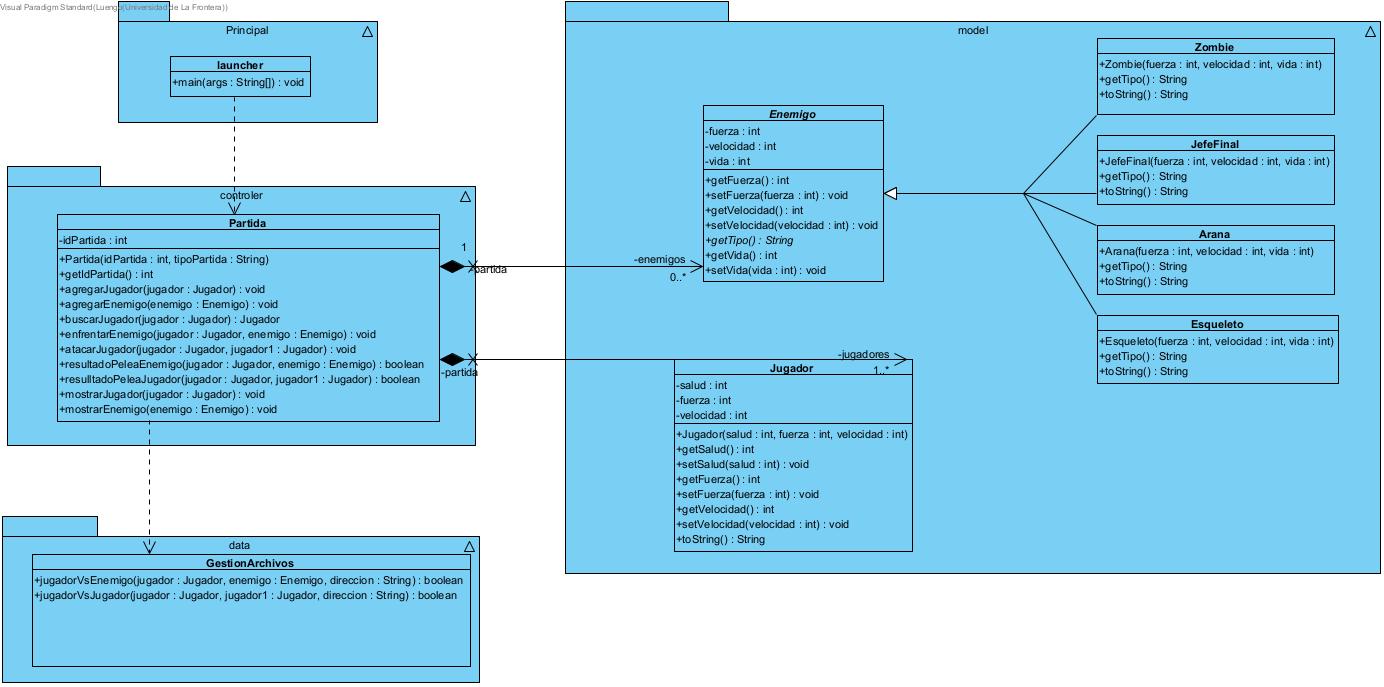 Visual Paradigm Standard(Luengo(Universidad de La Frontera))
Principal
launcher
+main(args : String[]) : void
controler
Partida
-idPartida : int
+Partida(idPartida : int, tipoPartida : String)
+getIdPartida() : int
+agregarJugador(jugador : Jugador) : void
+agregarEnemigo(enemigo : Enemigo) : void
+buscarJugador(jugador : Jugador) : Jugador
+enfrentarEnemigo(jugador : Jugador, enemigo : Enemigo) : void
+atacarJugador(jugador : Jugador, jugador1 : Jugador) : void
+resultadoPeleaEnemigo(jugador : Jugador, enemigo : Enemigo) : boolean
+resulltadoPeleaJugador(jugador : Jugador, jugador1 : Jugador) : boolean
+mostrarJugador(jugador : Jugador) : void
+mostrarEnemigo(enemigo : Enemigo) : void
1
-partida
-enemigos
0..*
-partida
-jugadores
1..*
data
GestionArchivos
+jugadorVsEnemigo(jugador : Jugador, enemigo : Enemigo, direccion : String) : boolean
+jugadorVsJugador(jugador : Jugador, jugador1 : Jugador, direccion : String) : boolean
model
Enemigo
-fuerza : int
-velocidad : int
-vida : int
+getFuerza() : int
+setFuerza(fuerza : int) : void
+getVelocidad() : int
+setVelocidad(velocidad : int) : void
+getTipo() : String
+getVida() : int
+setVida(vida : int) : void
Jugador
-salud : int
-fuerza : int
-velocidad : int
+Jugador(salud : int, fuerza : int, velocidad : int)
+getSalud() : int
+setSalud(salud : int) : void
+getFuerza() : int
+setFuerza(fuerza : int) : void
+getVelocidad() : int
+setVelocidad(velocidad : int) : void
+toString() : String
Zombie
+Zombie(fuerza : int, velocidad : int, vida : int)
+getTipo() : String
+toString() : String
JefeFinal
+JefeFinal(fuerza : int, velocidad : int, vida : int)
+getTipo() : String
+toString() : String
Arana
+Arana(fuerza : int, velocidad : int, vida : int)
+getTipo() : String
+toString() : String
Esqueleto
+Esqueleto(fuerza : int, velocidad : int, vida : int)
+getTipo() : String
+toString() : String